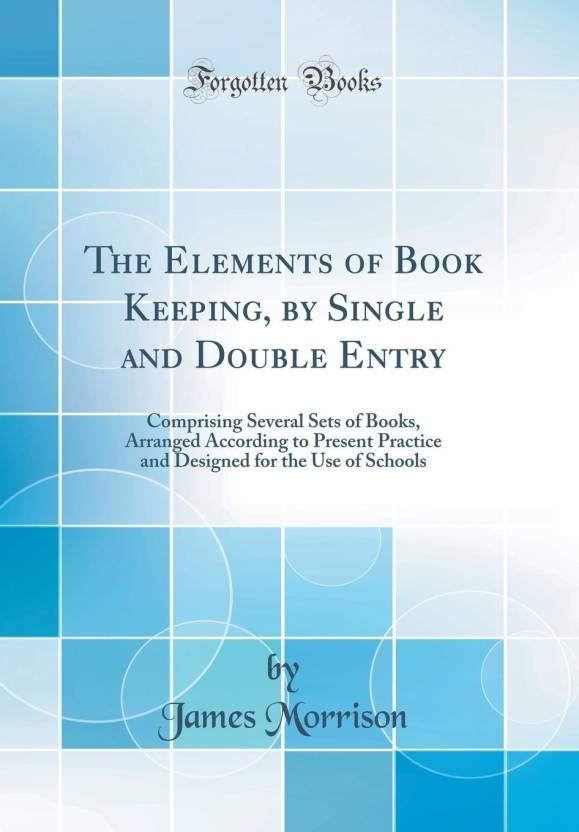 Forgotten Books
The Elements of Book
Keeping, by Single
and Double Entry
Comprising Several Sets of Books,
Arranged According to Present Practice
and Designed for the Use of Schools
by
James Morrison